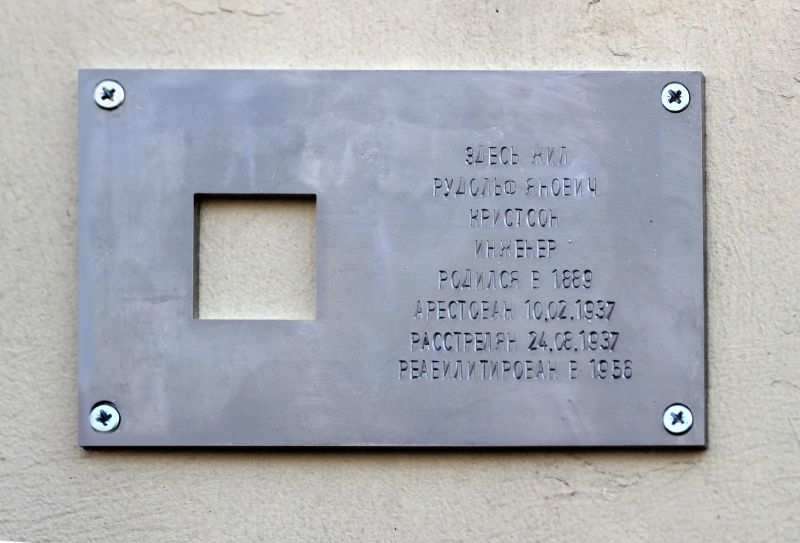 ЗДЕСЬ ЖИЛ
РУДОЛЬФ ЯНОВИЧ
КРИСТСОН
ИНЖЕНЕР
РОДИЛСЯ В 1889
АРЕСТОВАН 10.02.1937
РАССТРЕЛЯН 24.08.1937
РЕАБИЛИТИРОВАН В 1956